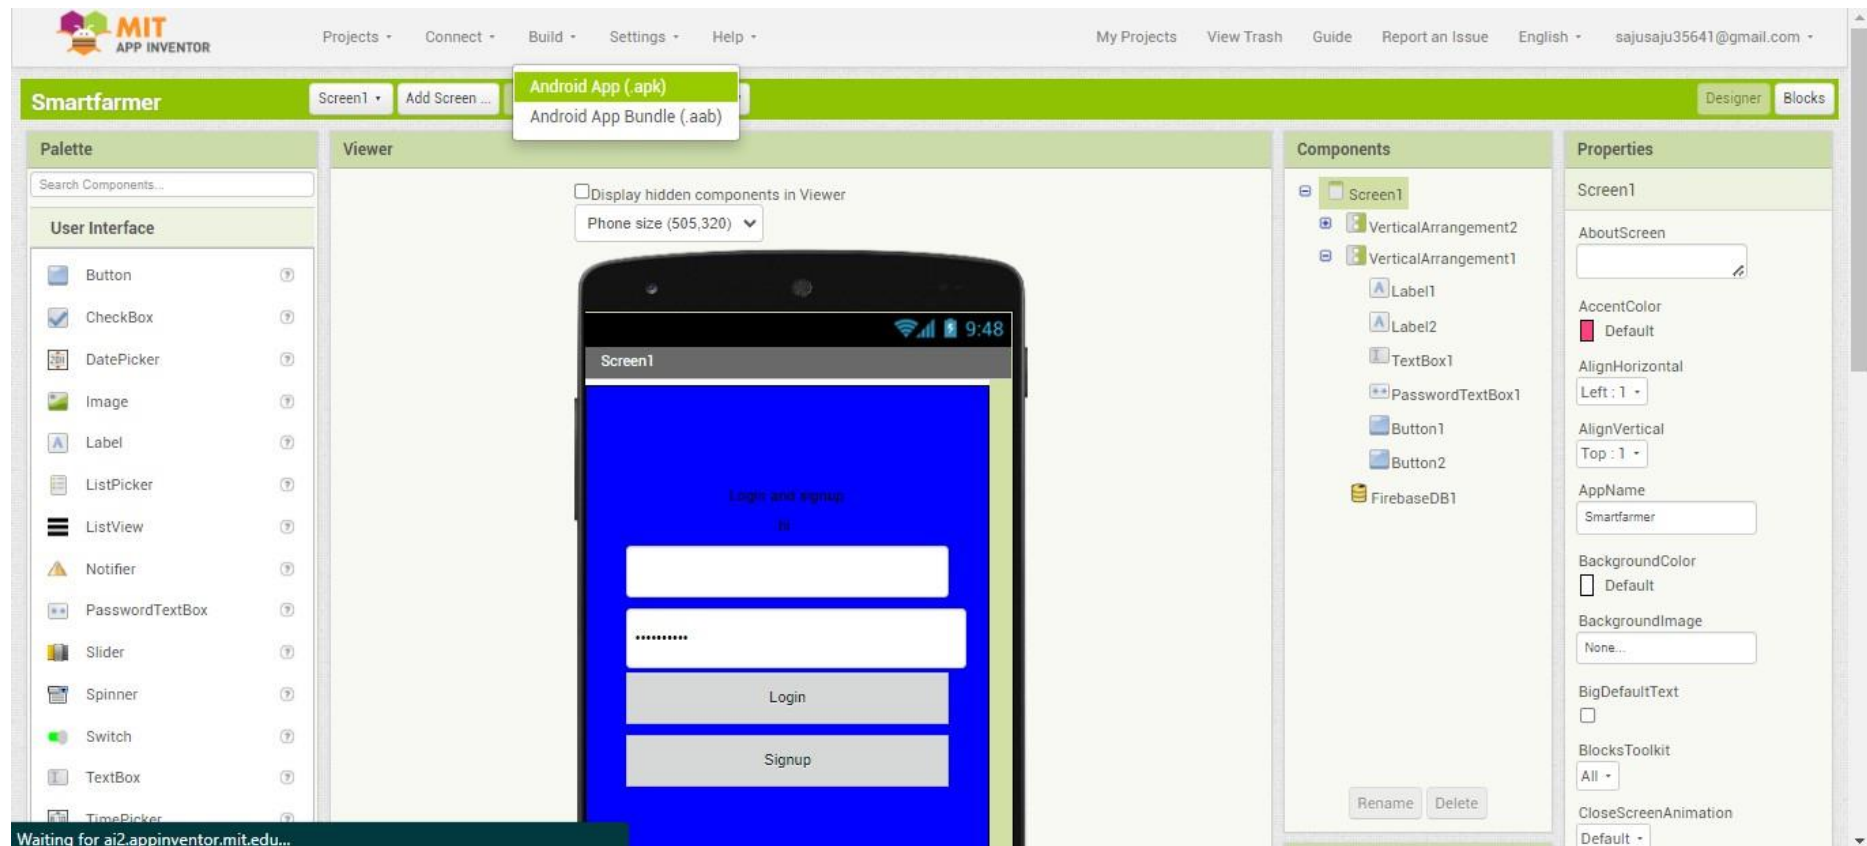 MIT
APP INVENTOR
Projects
Connect
Build
Settings
Help
My Projects
View Trash
Guide
Report an Issue
English
sajusaju35641@gmail.com
Smartfarmer
Screen1
Add Screen ...
Android App (.apk)
Android App Bundle (.aab)
Designer
Blocks
Palette
Search Components...
User Interface
Button
CheckBox
DatePicker
Image
Label
ListPicker
ListView
Notifier
PasswordTextBox
Slider
Spinner
Switch
TextBox
TimePicker
Waiting for ai2.appinventor.mit.edu...
Viewer
Display hidden components in Viewer
Phone size (505,320)
9:48
Screen1
Login and signup
hi
••••••••••
Login
Signup
Components
Screen1
VerticalArrangement2
VerticalArrangement1
Label1
Label2
TextBox1
PasswordTextBox1
Button1
Button2
FirebaseDB1
Rename
Delete
Properties
Screen1
AboutScreen
AccentColor
Default
AlignHorizontal
Left : 1
AlignVertical
Top : 1
AppName
Smartfarmer
BackgroundColor
Default
BackgroundImage
None...
BigDefaultText
BlocksToolkit
All
CloseScreenAnimation
Default